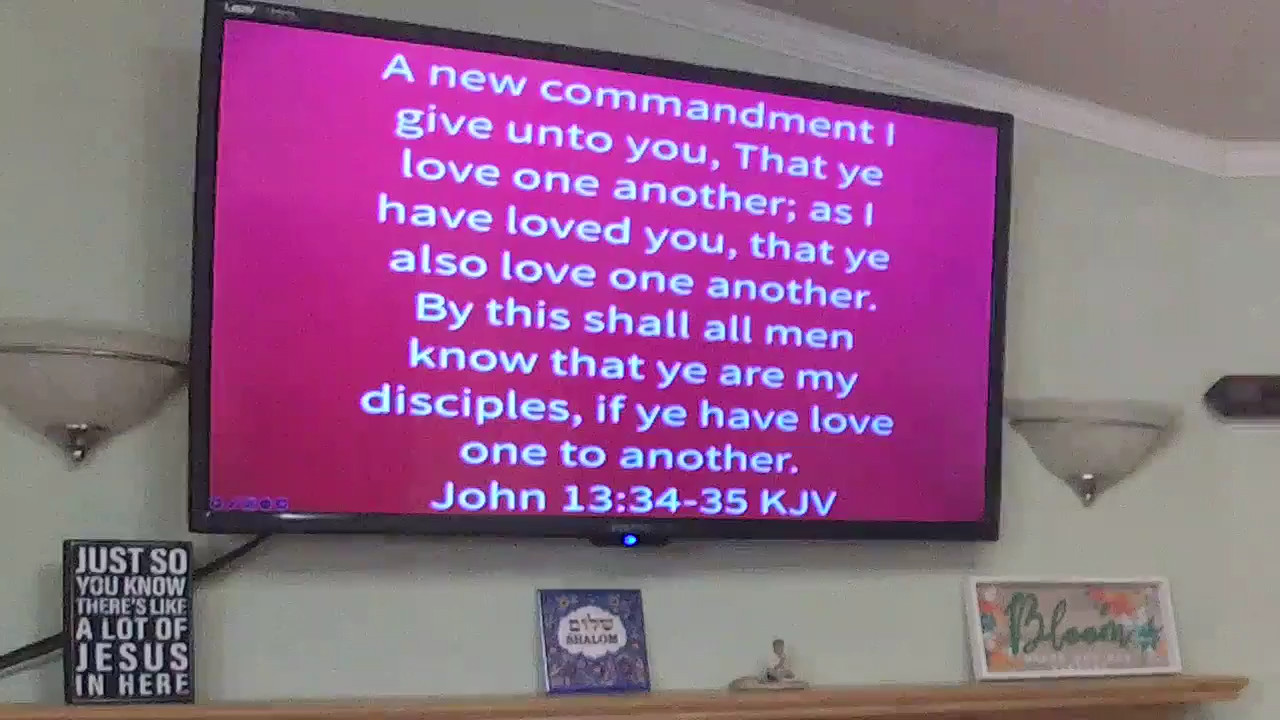 A new commandment I
give unto you, That ye
love one another; as I
have loved you, that ye
also love one another.
By this shall all men
know that ye are my
disciples, if ye have love
one to another.
John 13:34-35 KJV
JUST SO
YOU KNOW
THERE'S LIKE
A LOT OF
JESUS
IN HERE
שלום
SHALOM
Bloom